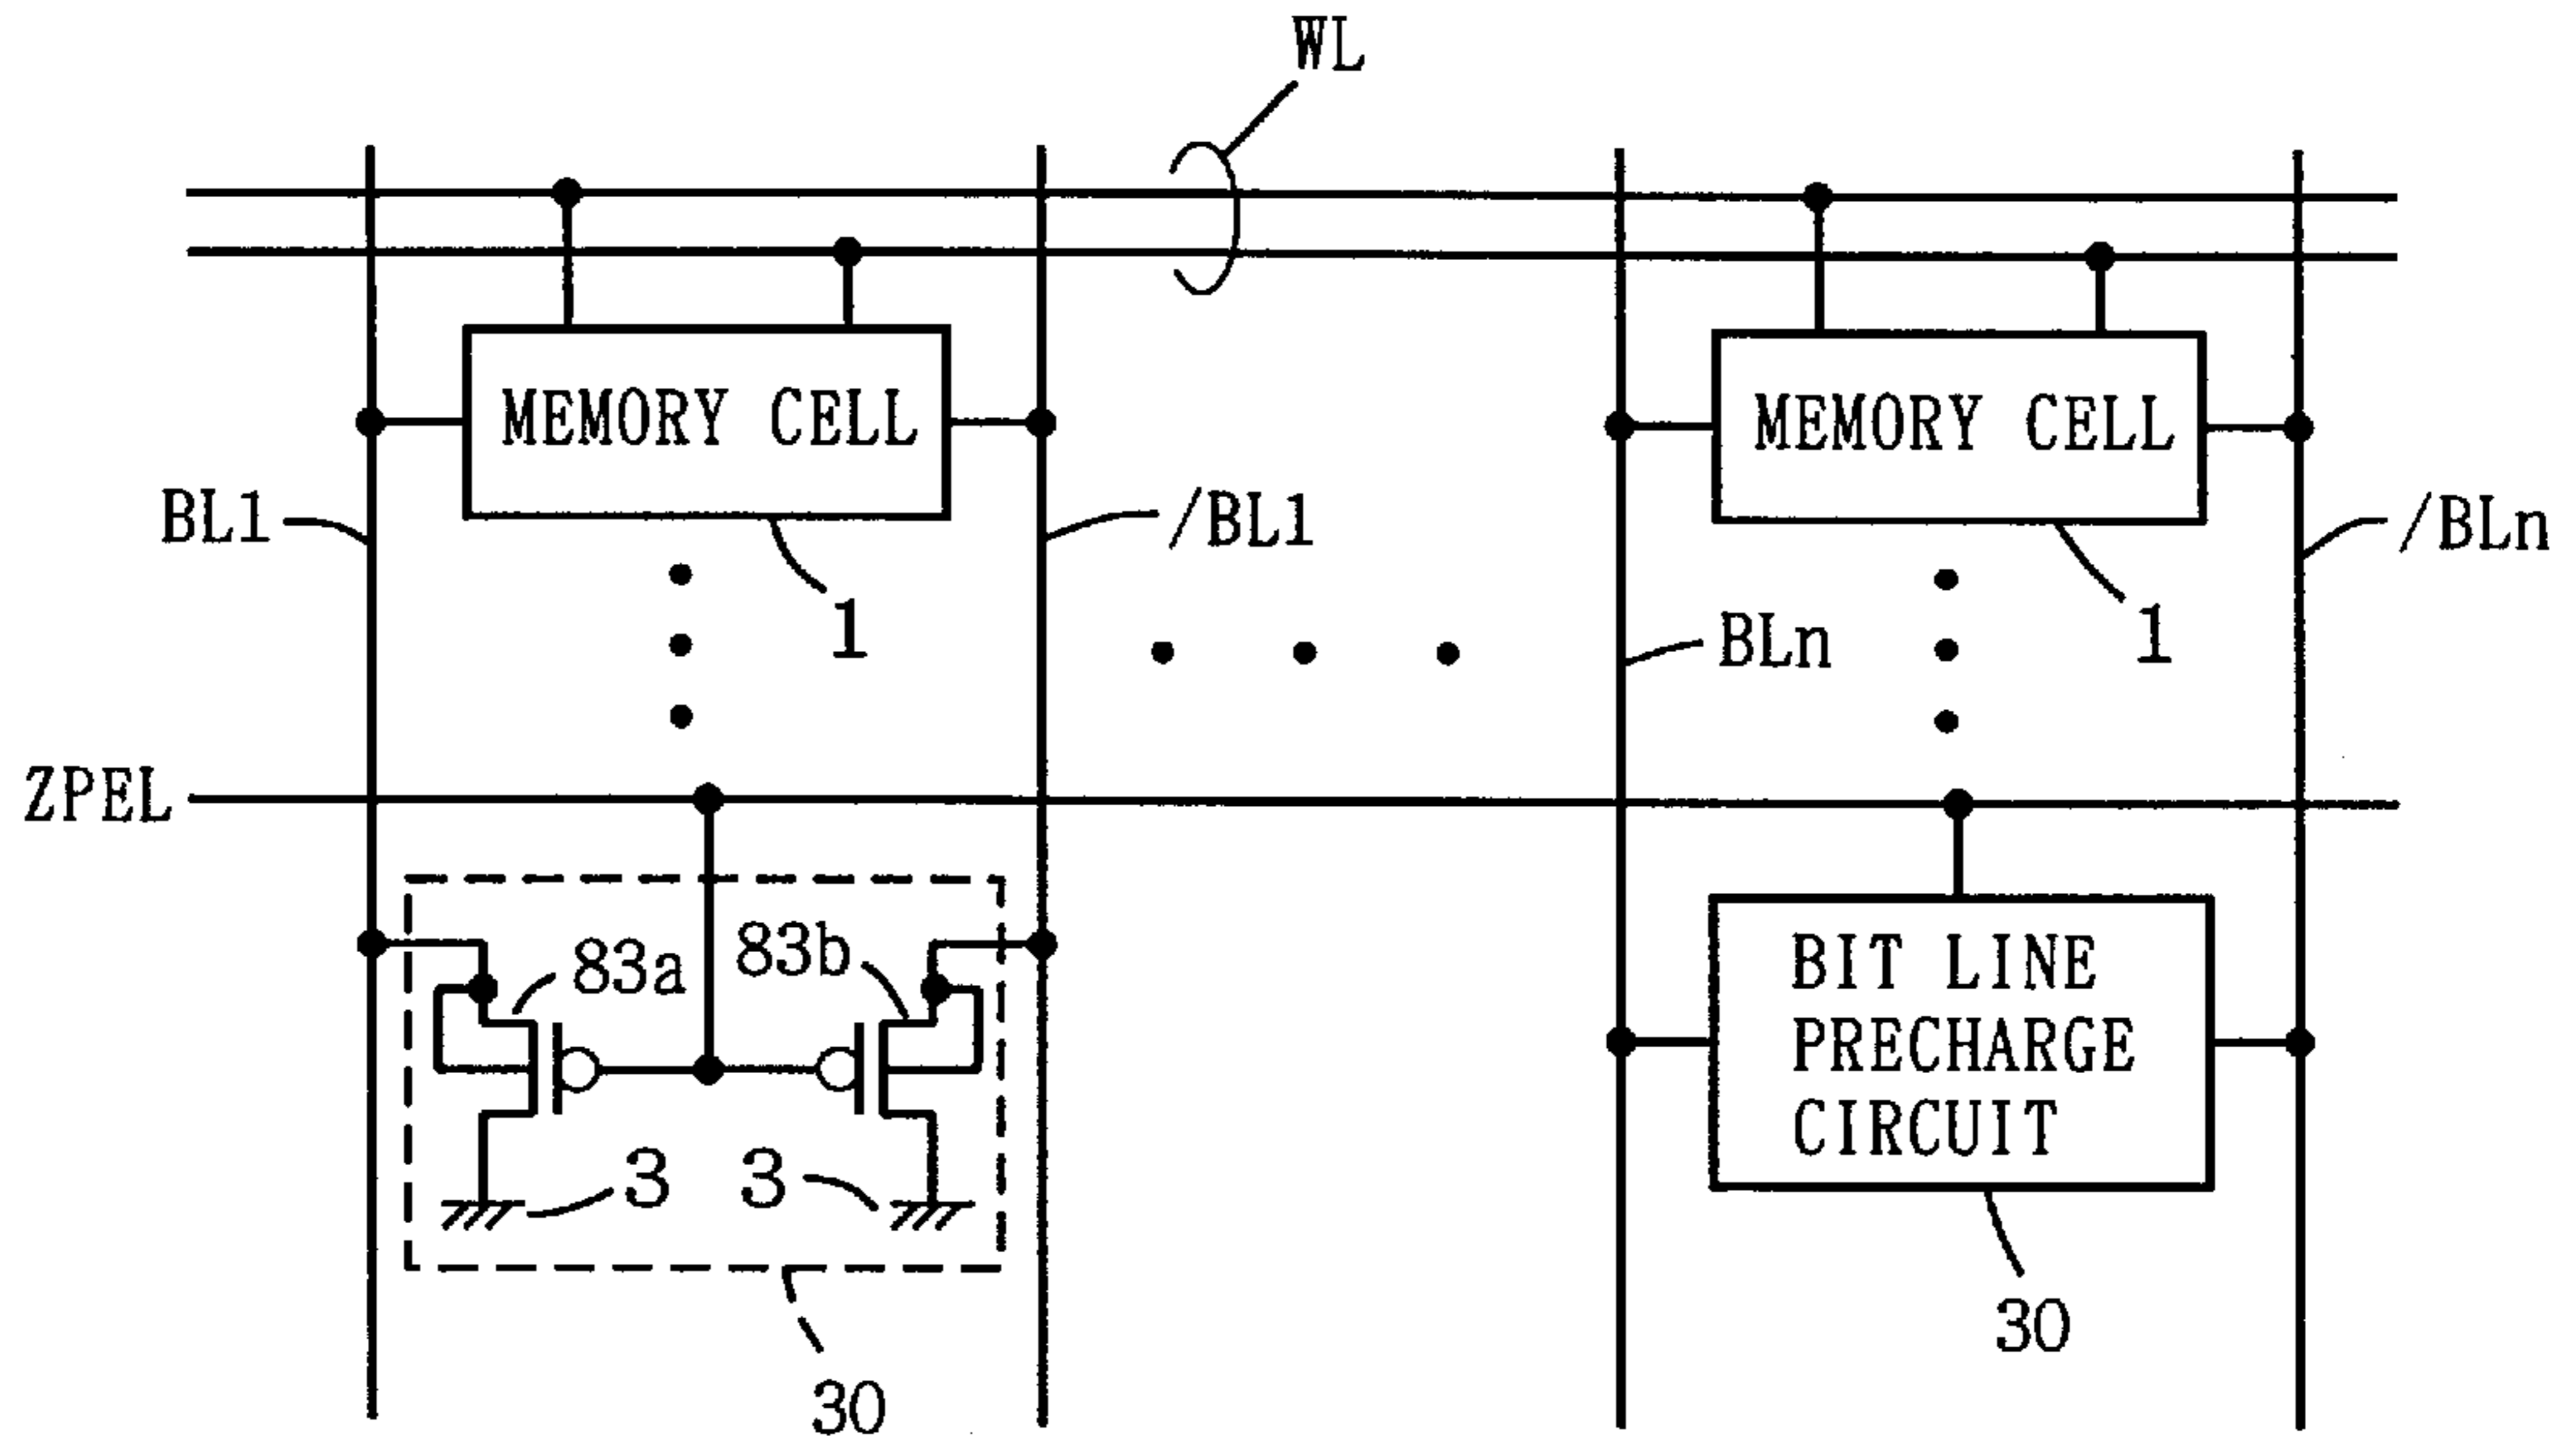 WL
MEMORY CELL
MEMORY CELL
BL1
/BL1
/BLn
1
BLn
1
ZPEL
83a
83b
BIT LINE
PRECHARGE
CIRCUIT
3
3
30
30